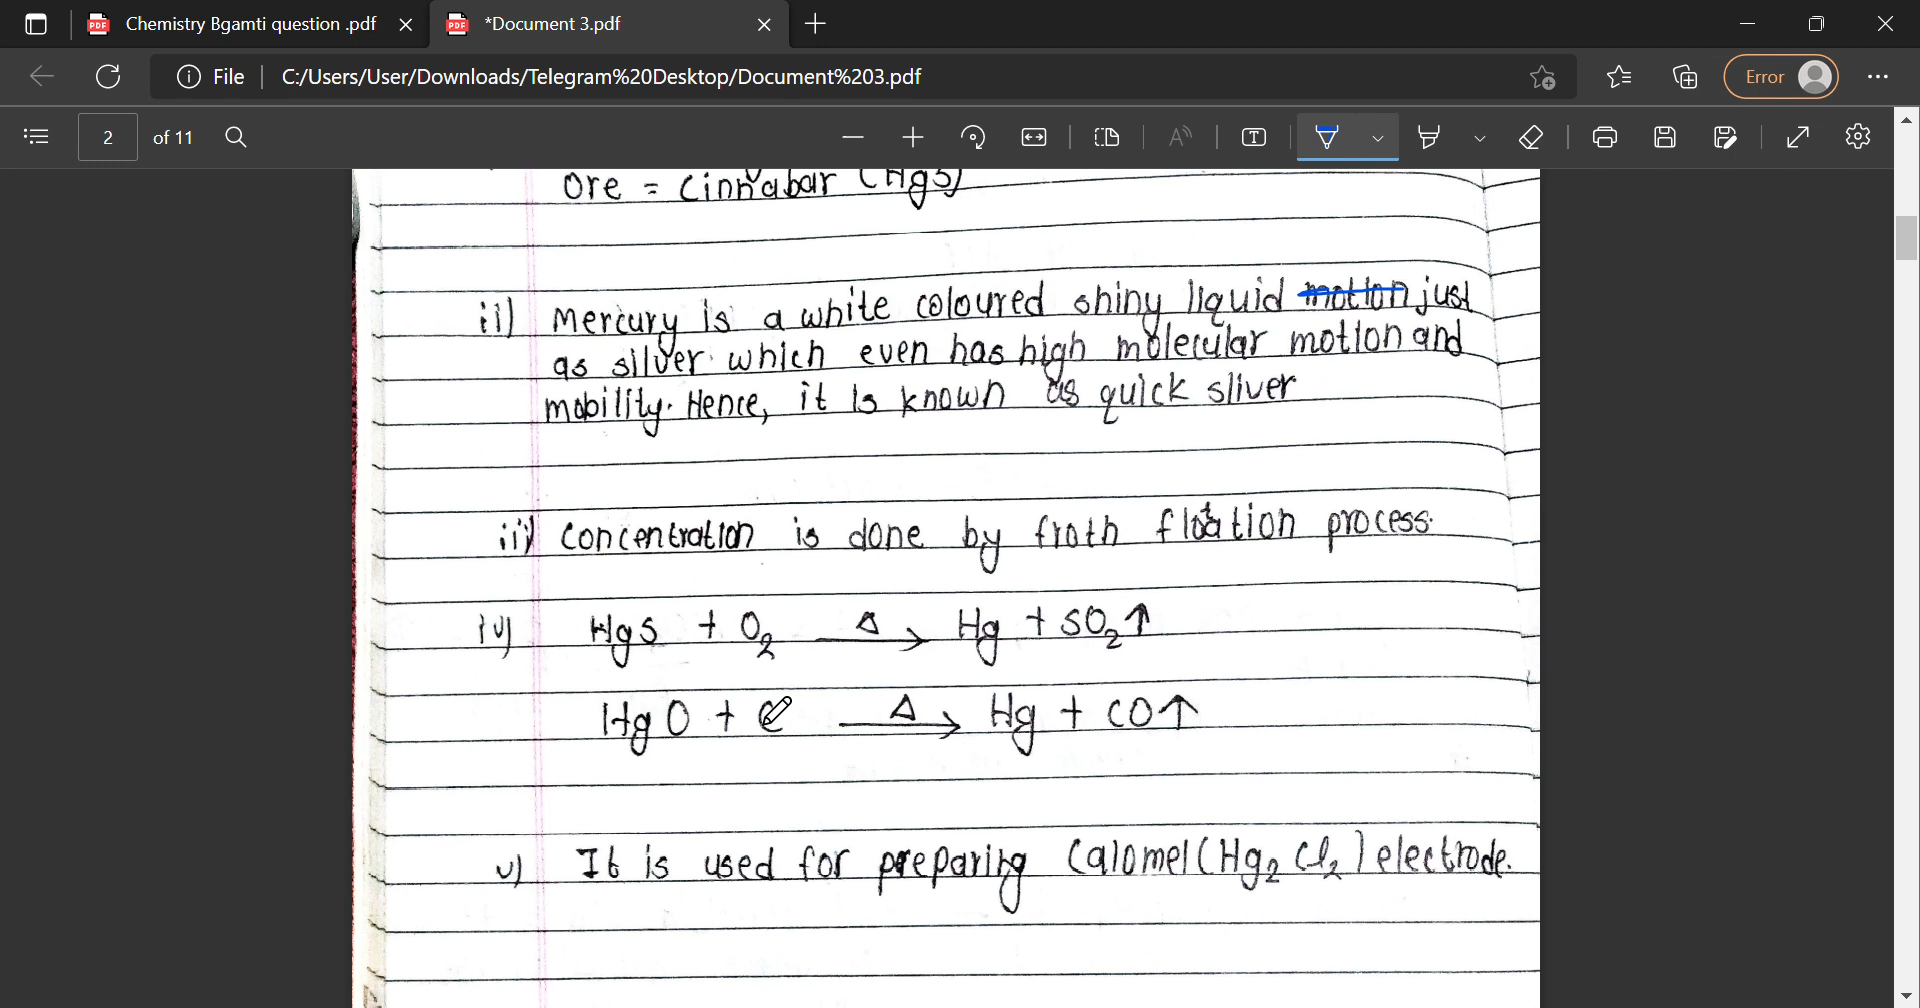 Chemistry Bgamti question .pdf
*Document 3.pdf
File
C:/Users/User/Downloads/Telegram%20Desktop/Document%203.pdf
Error
2 of 11
Ore = Cinnabar (HgS)
ii) Mercury is a white coloured shiny liquid motion just
as silver which even has high molecular motion and
mobility. Hence, it is known as quick sliver
iii) Concentration is done by froth floatation process.
iv) HgS + O2 Δ → Hg + SO2↑
HgO + C Δ → Hg + CO↑
v) It is used for preparing Calomel (Hg2Cl2) electrode.